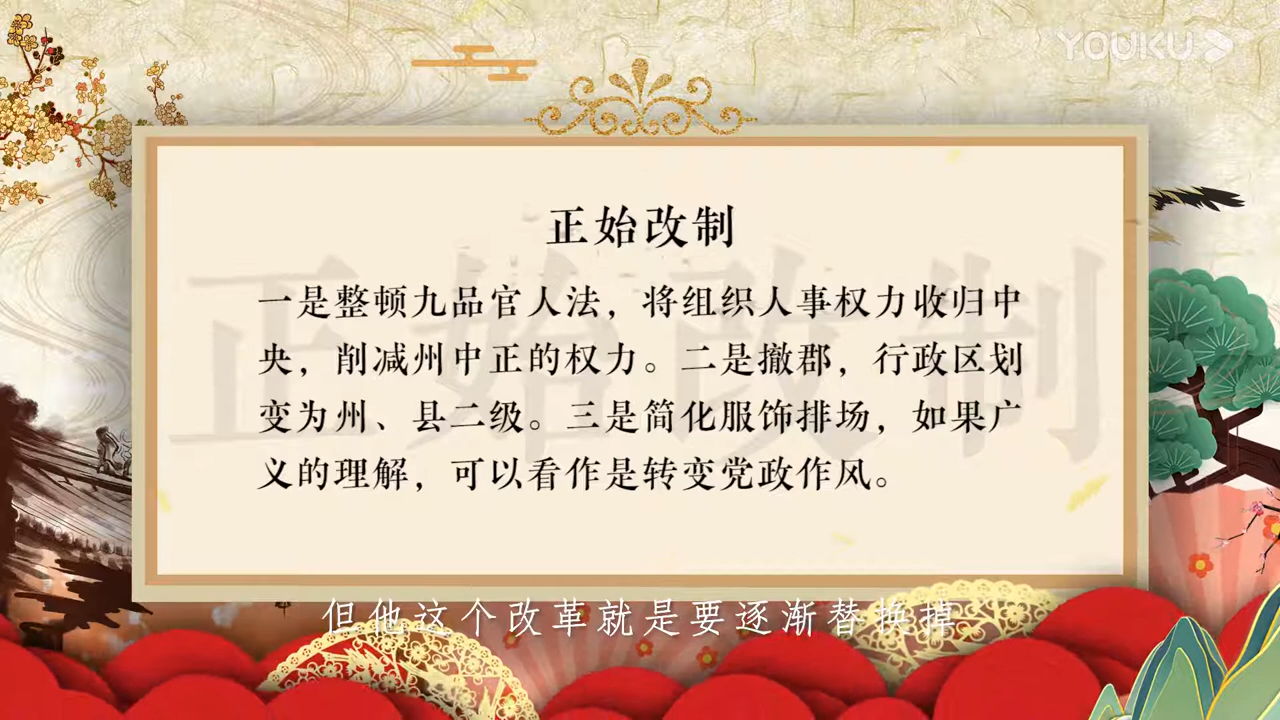 YOUKU
正始改制
一是整顿九品官人法，将组织人事权力收归中
央，削减州中正的权力。二是撤郡，行政区划
变为州、县二级。三是简化服饰排场，如果广
义的理解，可以看作是转变党政作风。
但他这个改革就是要逐渐替换掉